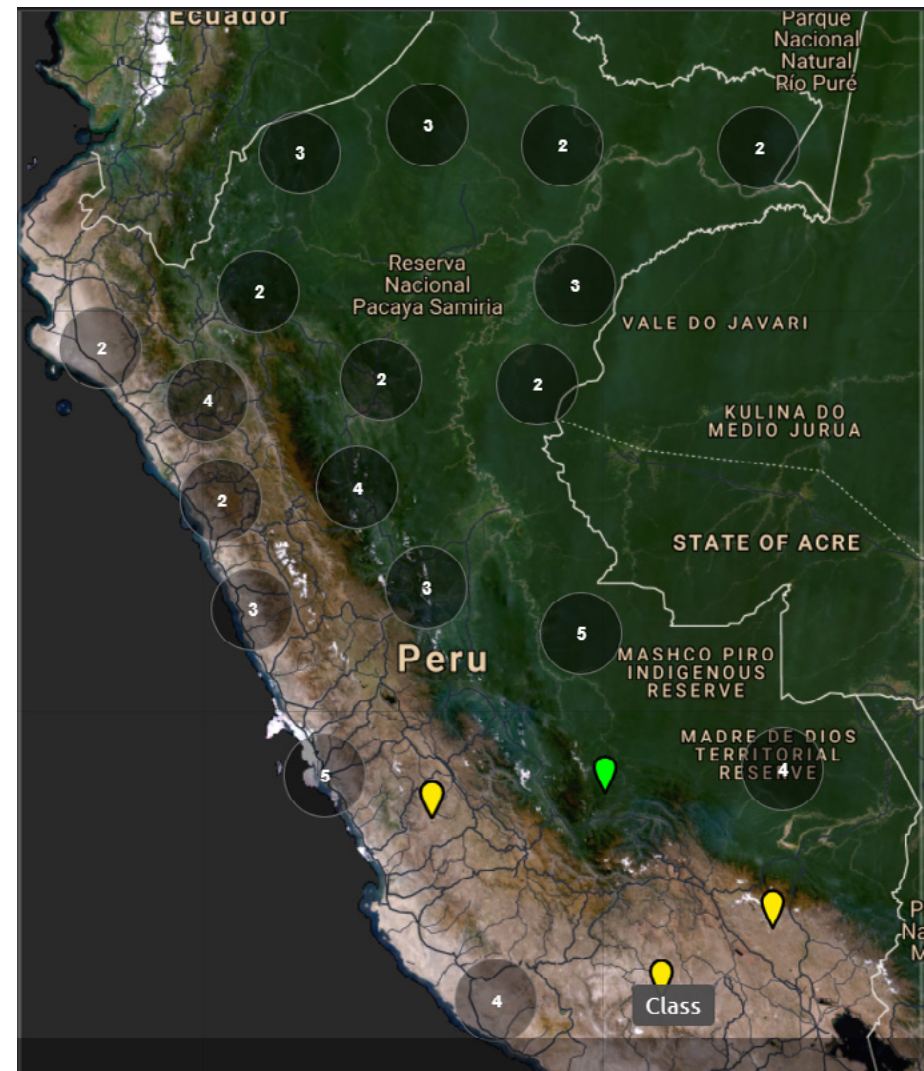 Ecuador
Parque
Nacional
Natural
Río Puré
3
3
2
2
Reserva
Nacional
Pacaya Samiria
2
3
VALE DO JAVARI
2
4
2
2
KULINA DO
MEDIO JURUA
2
4
STATE OF ACRE
3
3
5
Peru
MASHCO PIRO
INDIGENOUS
RESERVE
MADRE DE DIOS
TERRITORIAL
RESERVE
4
5
P
Na
M
4
Class